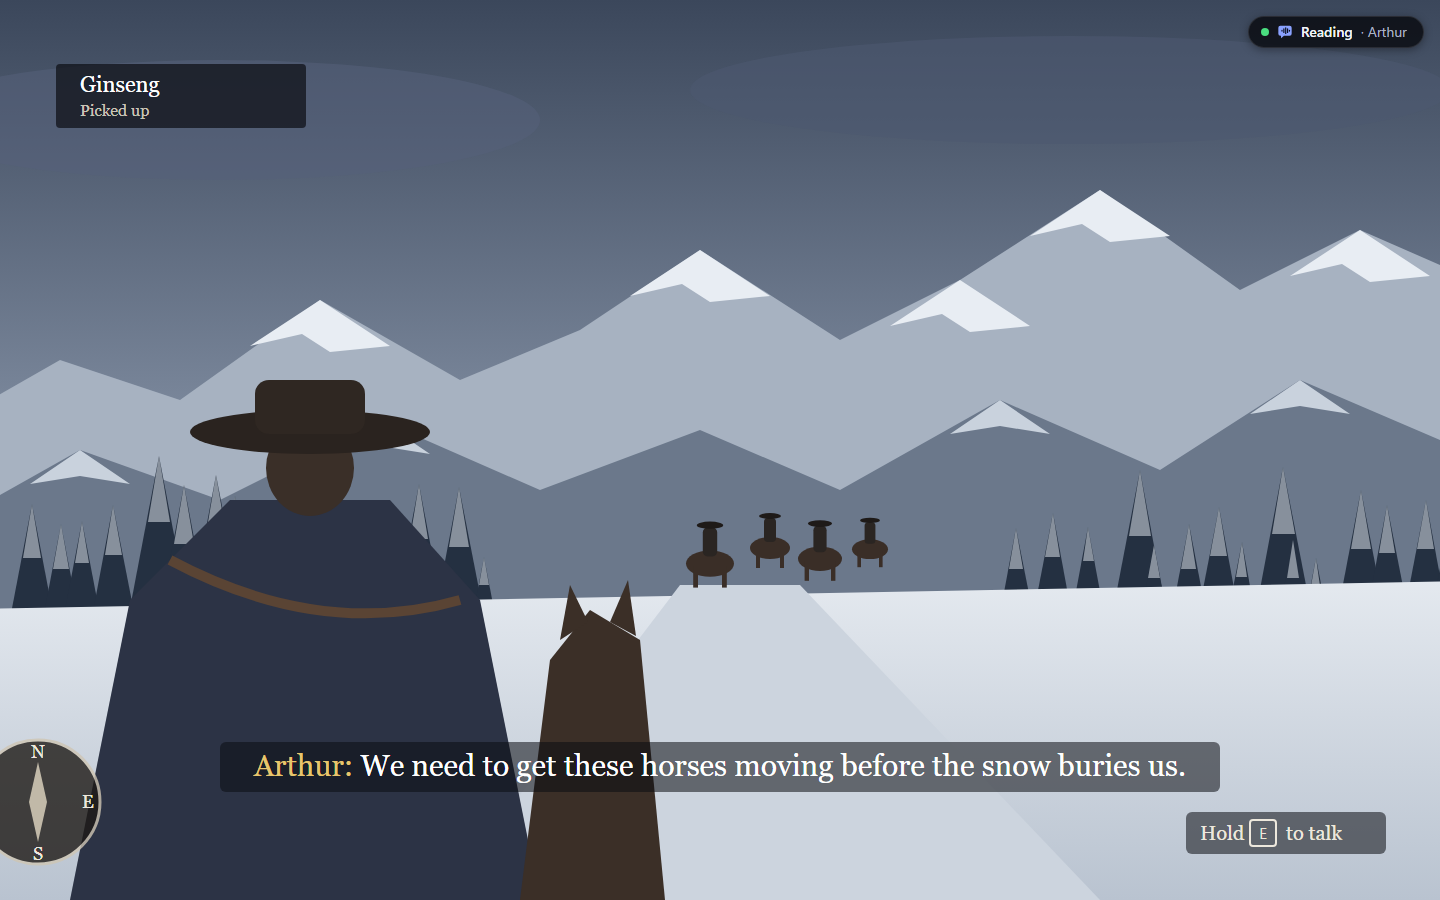 Reading · Arthur
Ginseng
Picked up
N
E
S
Arthur: We need to get these horses moving before the snow buries us.
Hold E to talk